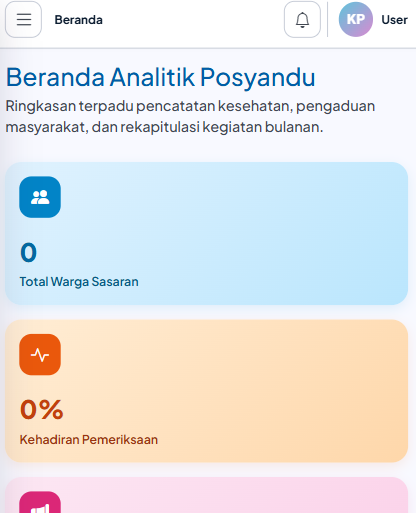 Beranda
KP
User
Beranda Analitik Posyandu
Ringkasan terpadu pencatatan kesehatan, pengaduan
masyarakat, dan rekapitulasi kegiatan bulanan.
0
Total Warga Sasaran
0%
Kehadiran Pemeriksaan